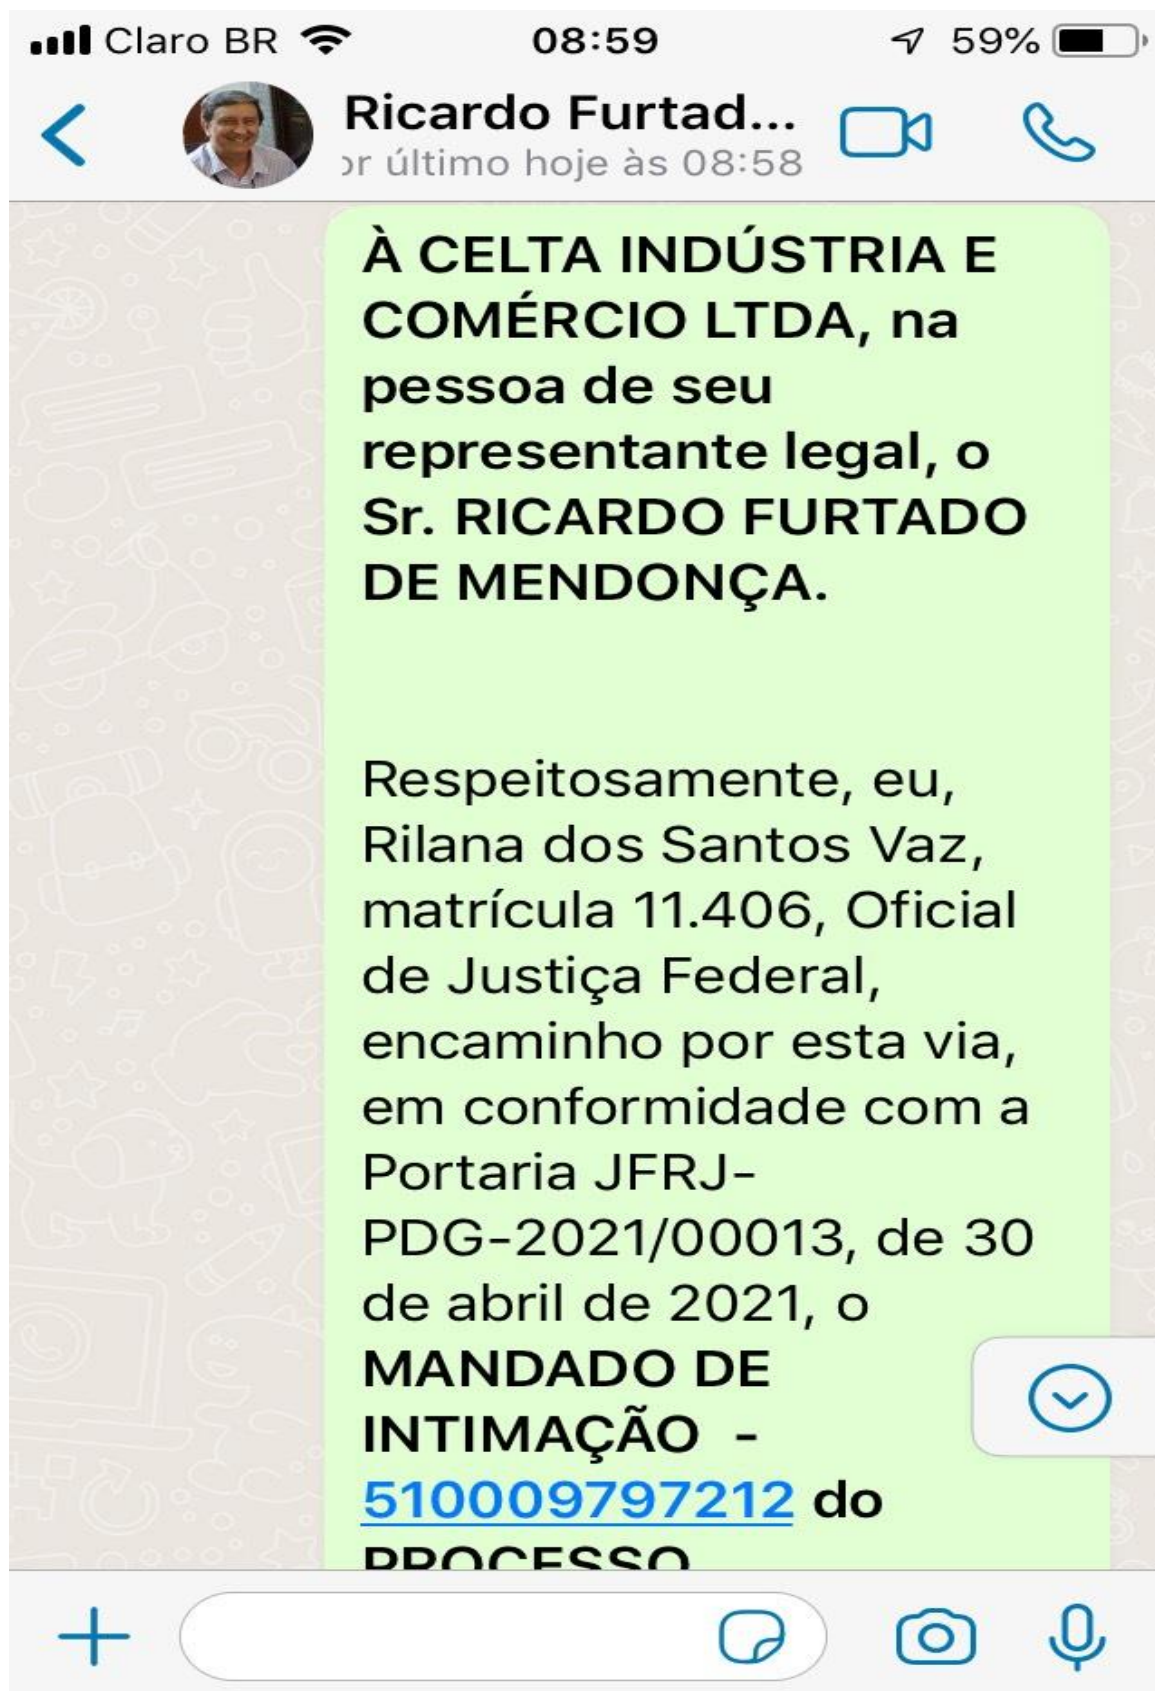 Claro BR 08:59 59%
Ricardo Furtad...
or último hoje às 08:58
À CELTA INDÚSTRIA E
COMÉRCIO LTDA, na
pessoa de seu
representante legal, o
Sr. RICARDO FURTADO
DE MENDONÇA.
Respeitosamente, eu,
Rilana dos Santos Vaz,
matrícula 11.406, Oficial
de Justiça Federal,
encaminho por esta via,
em conformidade com a
Portaria JFRJ-
PDG-2021/00013, de 30
de abril de 2021, o
MANDADO DE
INTIMAÇÃO -
510009797212 do
PROCESSO